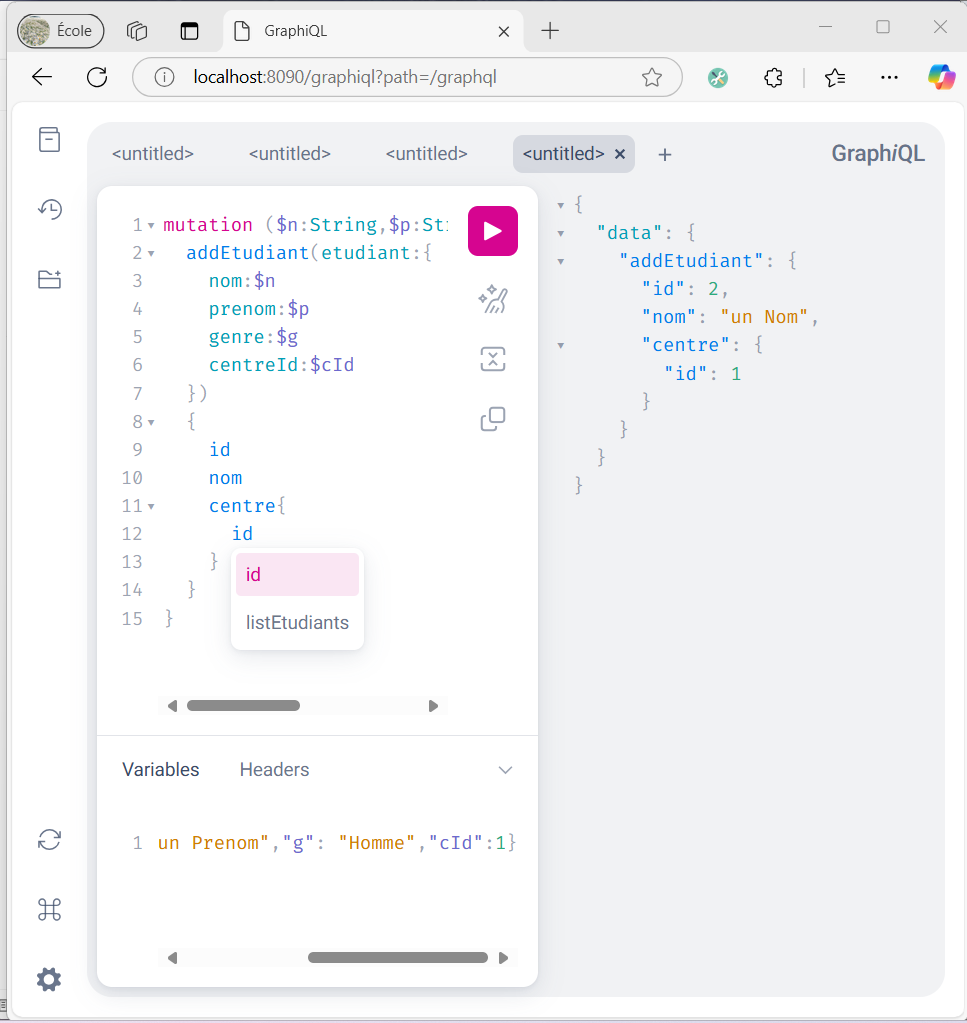 École
GraphiQL
localhost:8090/graphiql?path=/graphql
<untitled>
<untitled>
<untitled>
<untitled>
GraphiQL
1 mutation ($n:String,$p:Str
2 addEtudiant(etudiant:{
3 nom:$n
4 prenom:$p
5 genre:$g
6 centreId:$cId
7 })
8 {
9 id
10 nom
11 centre{
12 id
13 }
14 }
15 }
id
listEtudiants
Variables
Headers
1 un Prenom","g": "Homme","cId":1}
{
"data": {
"addEtudiant": {
"id": 2,
"nom": "un Nom",
"centre": {
"id": 1
}
}
}
}